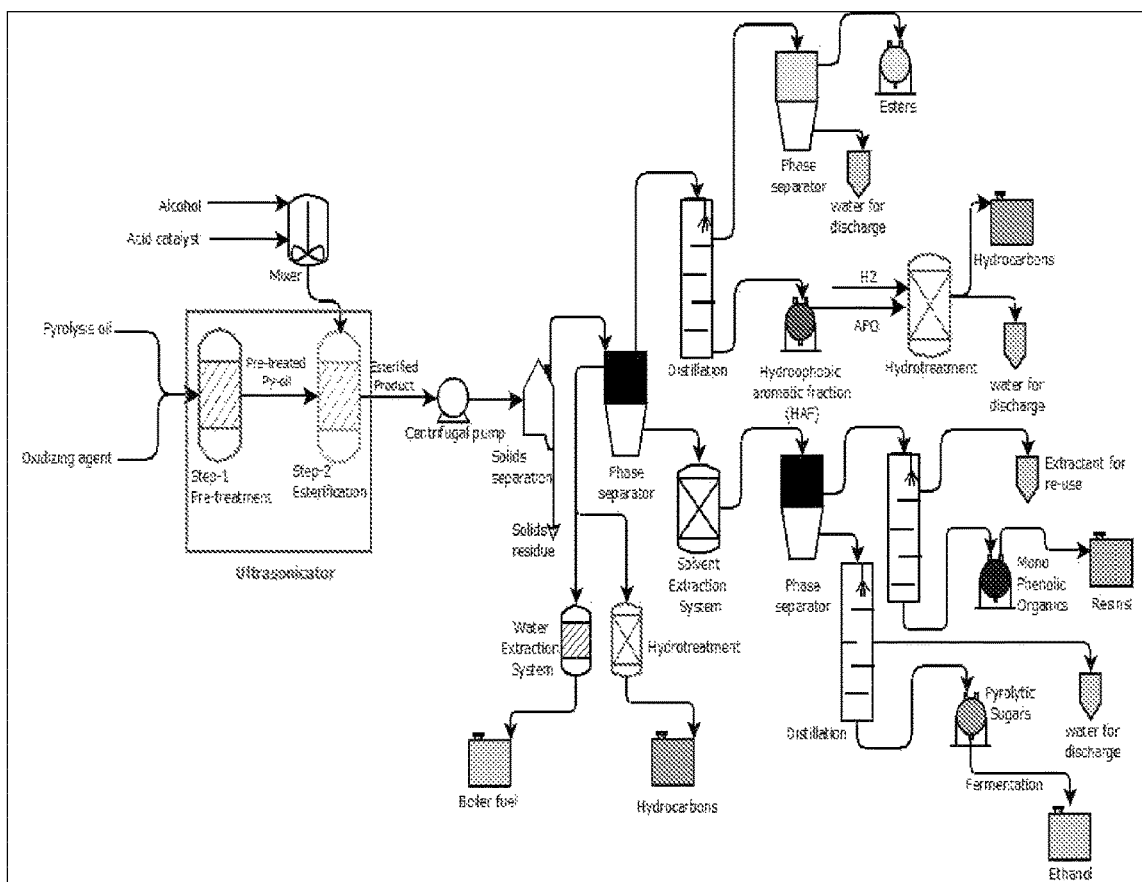 Esters
Phase
separator
water for
discharge
Alcohol
Acid catalyst
Mixer
Hydrocarbons
H2
APO
Hydrotreatment
Distillation
Hydroophobic
aromatic fraction
(HAF)
water for
discharge
Pyrolysis oil
Pre-treated
Py-oil
Esterified
Product
Centrifugal pump
Oxidizing agent
Step-1
Pre-treatment
Step-2
Esterification
Ultrasonicator
Solids
separation
Solids
residue
Phase
separator
Solvent
Extraction
System
Phase
separator
Extractant for
re-use
Mono
Phenolic
Organics
Resins!
Water
Extraction
System
Hydrotreatment
Pyrolytic
Sugars
Distillation
water for
discharge
Fermentation
Boiler fuel
Hydrocarbons
Ethanol